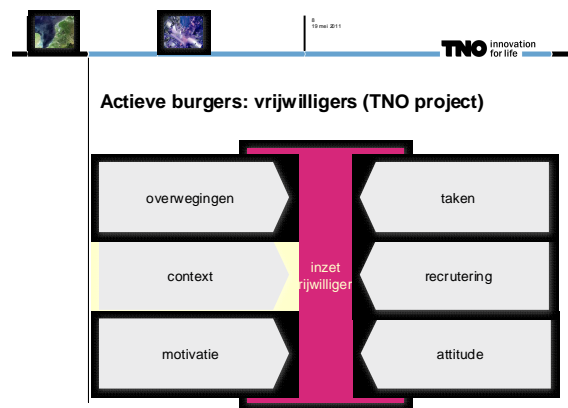 8
19 mei 2011
TNO innovation
for life
Actieve burgers: vrijwilligers (TNO project)
overwegingen
taken
context
inzet
rijwilliger
recrutering
motivatie
attitude